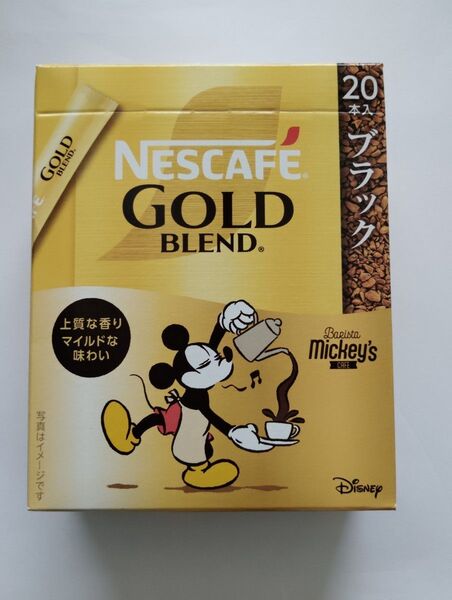 GOLD
BLEND®
NESCAFÉ®
GOLD
BLEND®
20
本入
ブラック
上質な香り
マイルドな
味わい
Barista
Mickey's
CAFE
写真はイメージです
Disney